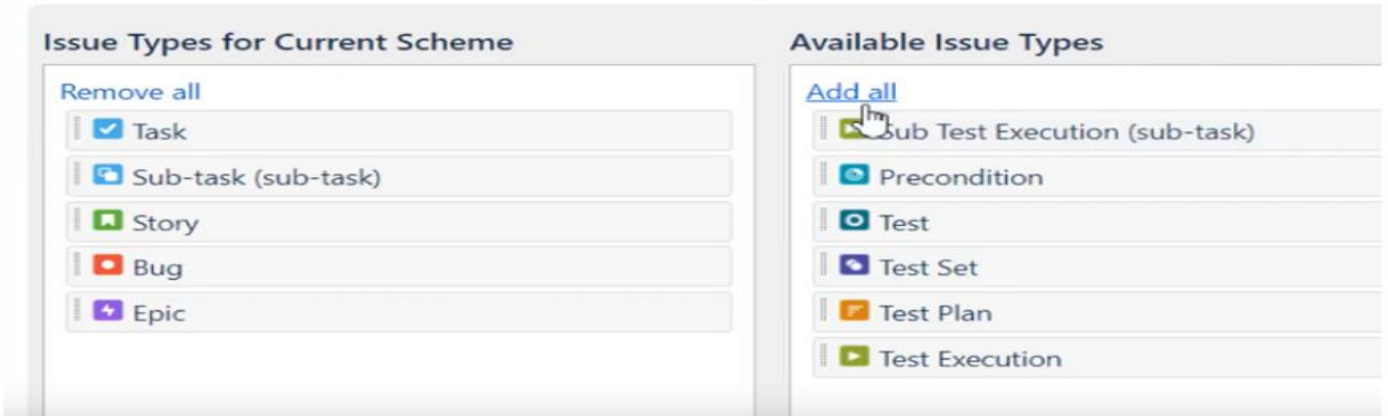 Issue Types for Current Scheme
Remove all
Task
Sub-task (sub-task)
Story
Bug
Epic
Available Issue Types
Add all
Sub Test Execution (sub-task)
Precondition
Test
Test Set
Test Plan
Test Execution